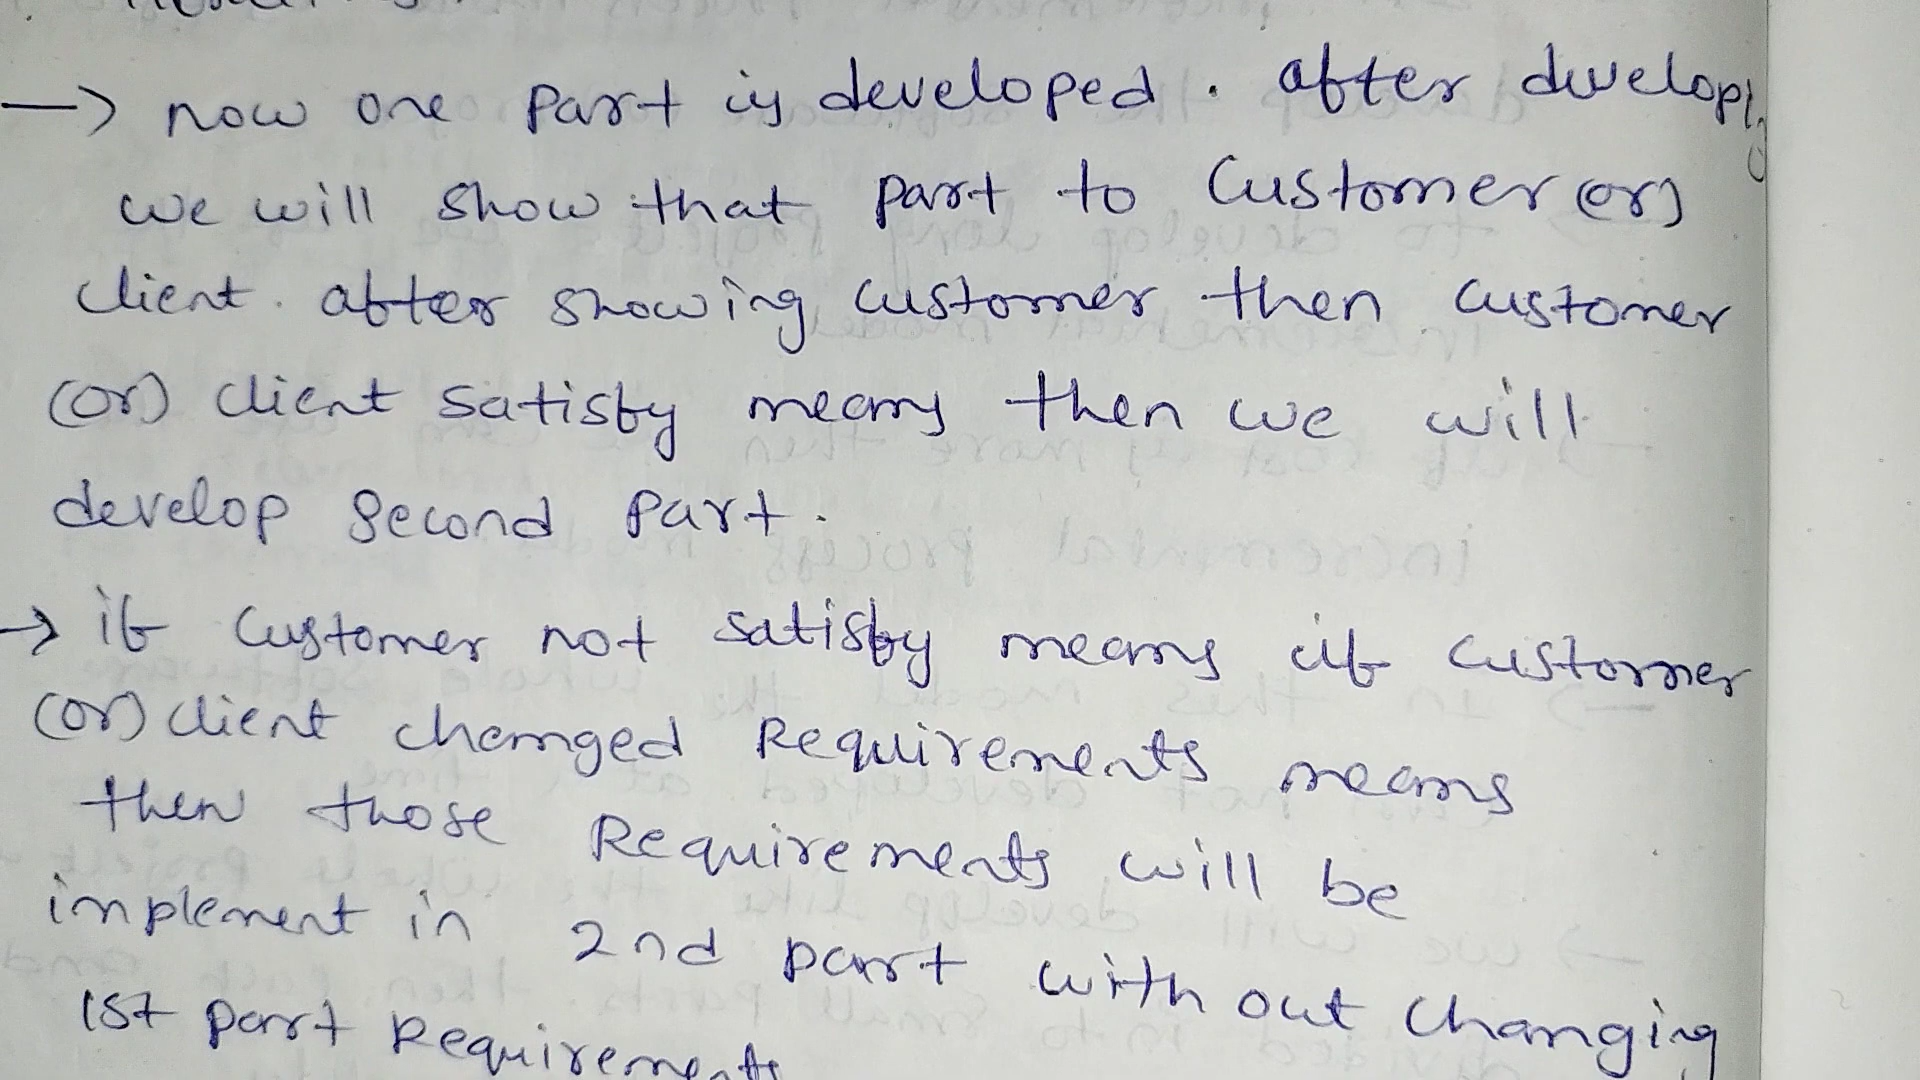 → now one part is developed. after developing
we will show that part to Customer (or)
client. after showing customer then customer
(or) client satisfy means then we will
develop second part.
→ if customer not satisfy means if customer
(or) client changed Requirements means
then those Requirements will be
implement in 2nd part with out changing
1st part Requirements